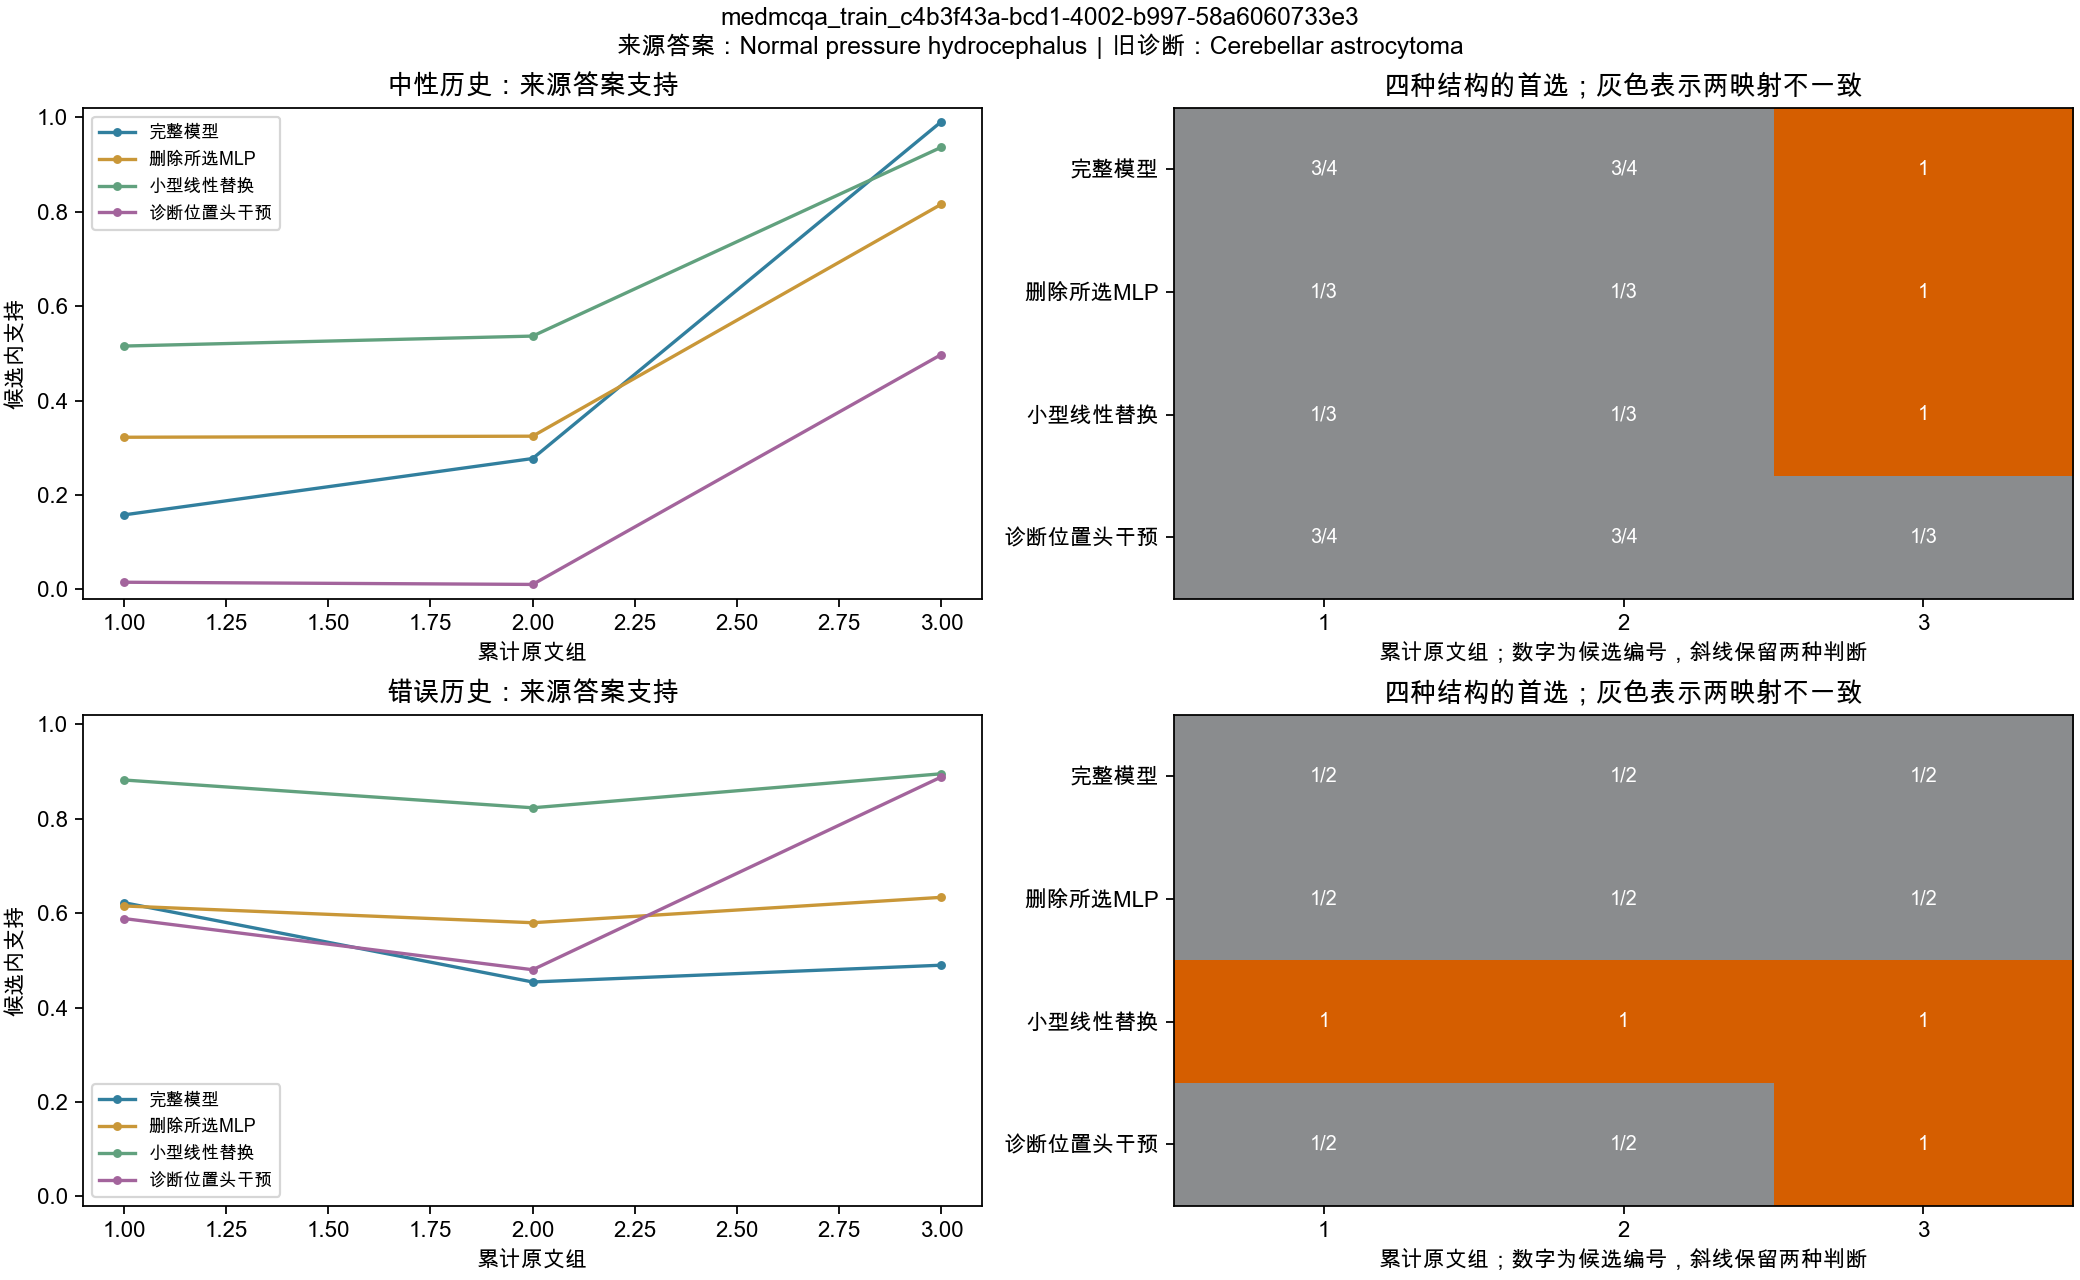 medmcqa_train_c4b3f43a-bcd1-4002-b997-58a6060733e3
来源答案：Normal pressure hydrocephalus | 旧诊断：Cerebellar astrocytoma
中性历史：来源答案支持
候选内支持
1.0
0.8
0.6
0.4
0.2
0.0
完整模型
删除所选MLP
小型线性替换
诊断位置头干预
1.00 1.25 1.50 1.75 2.00 2.25 2.50 2.75 3.00
累计原文组
四种结构的首选；灰色表示两映射不一致
完整模型 3/4 3/4 1
删除所选MLP 1/3 1/3 1
小型线性替换 1/3 1/3 1
诊断位置头干预 3/4 3/4 1/3
1 2 3
累计原文组；数字为候选编号，斜线保留两种判断
错误历史：来源答案支持
候选内支持
1.0
0.8
0.6
0.4
0.2
0.0
完整模型
删除所选MLP
小型线性替换
诊断位置头干预
1.00 1.25 1.50 1.75 2.00 2.25 2.50 2.75 3.00
累计原文组
四种结构的首选；灰色表示两映射不一致
完整模型 1/2 1/2 1/2
删除所选MLP 1/2 1/2 1/2
小型线性替换 1 1 1
诊断位置头干预 1/2 1/2 1
1 2 3
累计原文组；数字为候选编号，斜线保留两种判断